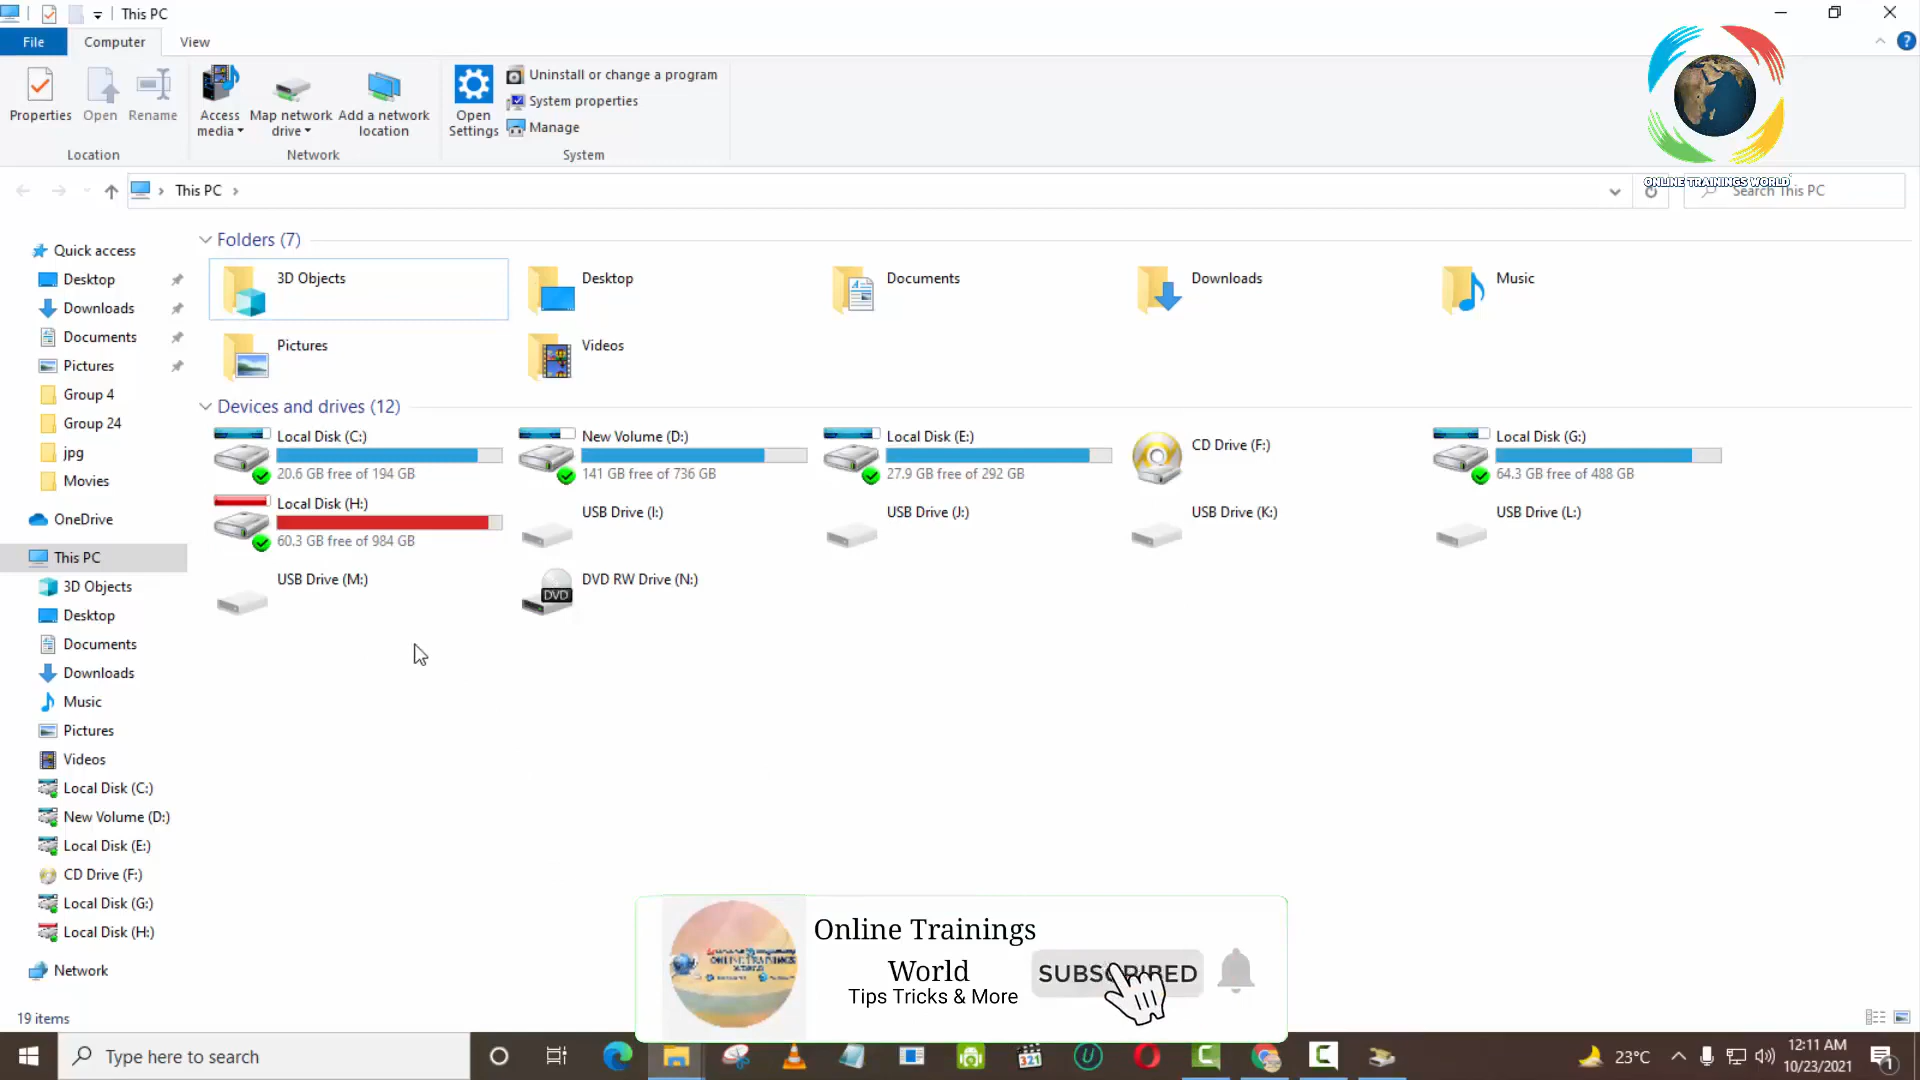 This PC
File
Computer
View
Properties
Open
Rename
Access media
Map network drive
Add a network location
Open Settings
Uninstall or change a program
System properties
Manage
Location
Network
System
ONLINE TRAININGS WORLD
This PC
Search This PC
Quick access
Desktop
Downloads
Documents
Pictures
Group 4
Group 24
jpg
Movies
OneDrive
This PC
3D Objects
Desktop
Documents
Downloads
Music
Pictures
Videos
Local Disk (C:)
New Volume (D:)
Local Disk (E:)
CD Drive (F:)
Local Disk (G:)
Local Disk (H:)
Network
Folders (7)
3D Objects
Desktop
Documents
Downloads
Music
Pictures
Videos
Devices and drives (12)
Local Disk (C:)
20.6 GB free of 194 GB
New Volume (D:)
141 GB free of 736 GB
Local Disk (E:)
27.9 GB free of 292 GB
CD Drive (F:)
Local Disk (G:)
64.3 GB free of 488 GB
Local Disk (H:)
60.3 GB free of 984 GB
USB Drive (I:)
USB Drive (J:)
USB Drive (K:)
USB Drive (L:)
USB Drive (M:)
DVD
DVD RW Drive (N:)
Online Trainings
World
Tips Tricks & More
SUBSCRIBED
19 items
Type here to search
321
23°C
12:11 AM
10/23/2021
1